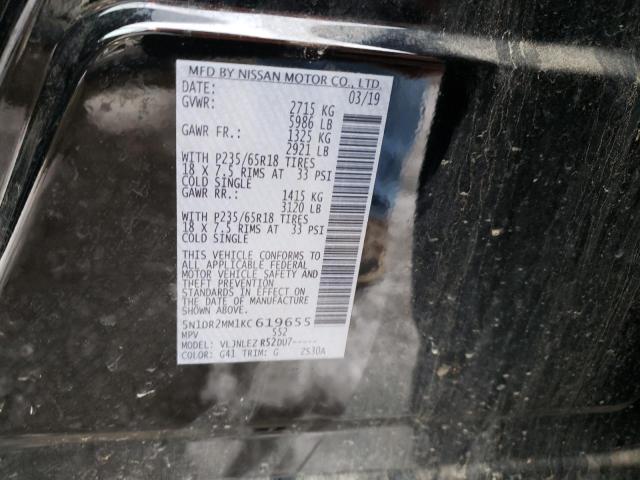 MFD BY NISSAN MOTOR CO., LTD.
DATE: 03/19
GVWR: 2715 KG
5986 LB
GAWR FR.: 1325 KG
2921 LB
WITH P235/65R18 TIRES
18 X 7.5 RIMS AT 33 PSI
COLD SINGLE
GAWR RR.: 1415 KG
3120 LB
WITH P235/65R18 TIRES
18 X 7.5 RIMS AT 33 PSI
COLD SINGLE
THIS VEHICLE CONFORMS TO
ALL APPLICABLE FEDERAL
MOTOR VEHICLE SAFETY AND
THEFT PREVENTION
STANDARDS IN EFFECT ON
THE DATE OF MANUFACTURE
SHOWN ABOVE.
5N1DR2MM1KC619655
MPV 552
VLJNLEZ R52DU7-----
COLOR: G41 TRIM: G ZS30A